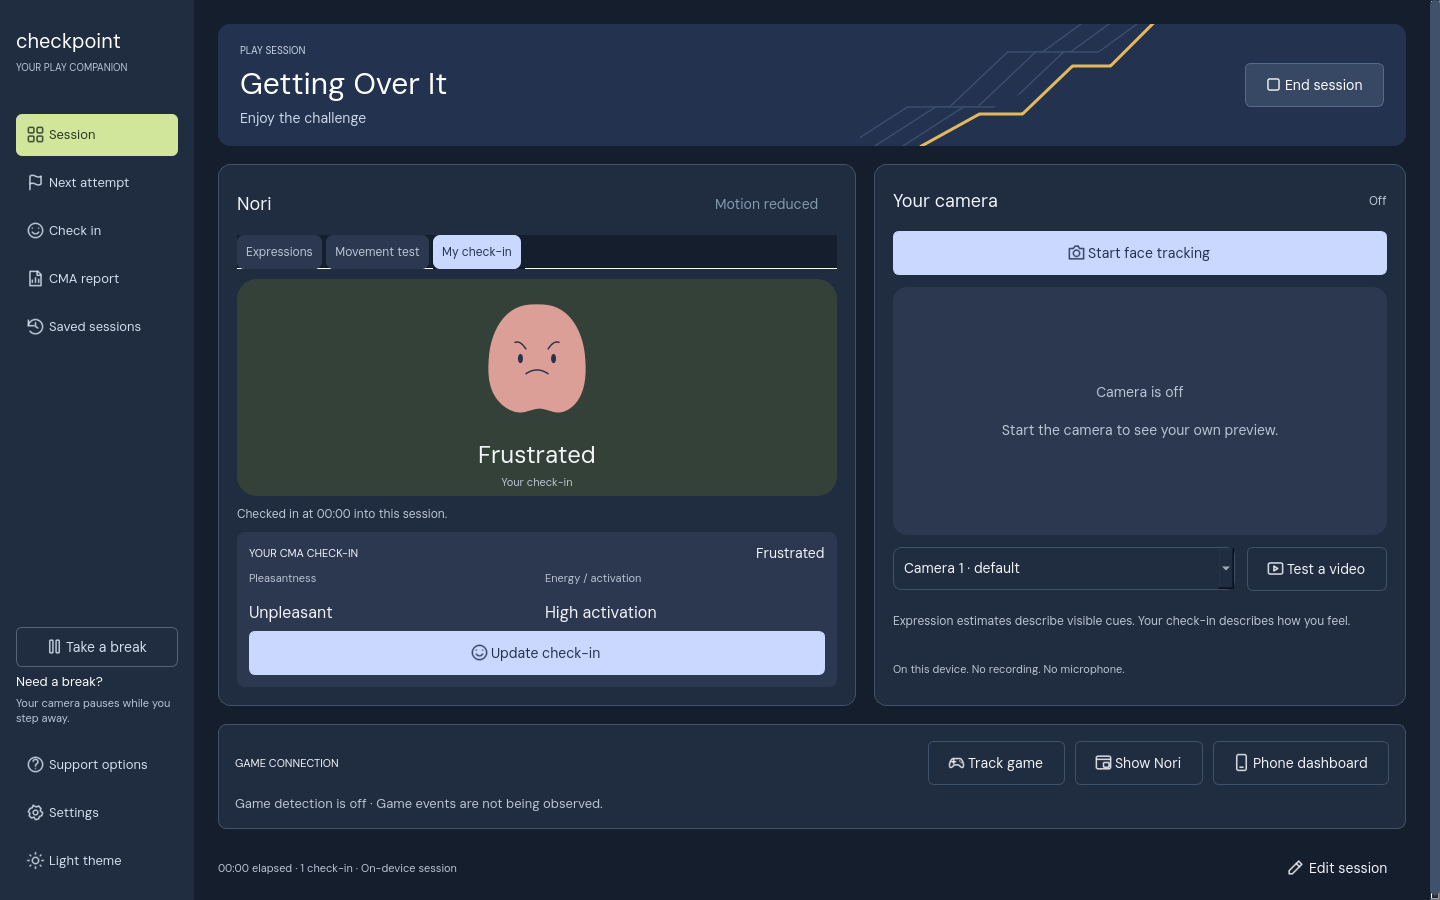 checkpoint
YOUR PLAY COMPANION
Session
Next attempt
Check in
CMA report
Saved sessions
Take a break
Need a break?
Your camera pauses while you
step away.
Support options
Settings
Light theme
PLAY SESSION
Getting Over It
Enjoy the challenge
End session
Nori
Motion reduced
Expressions
Movement test
My check-in
Frustrated
Your check-in
Checked in at 00:00 into this session.
YOUR CMA CHECK-IN
Frustrated
Pleasantness
Energy / activation
Unpleasant
High activation
Update check-in
Your camera
Off
Start face tracking
Camera is off
Start the camera to see your own preview.
Camera 1 · default
Test a video
Expression estimates describe visible cues. Your check-in describes how you feel.
On this device. No recording. No microphone.
GAME CONNECTION
Track game
Show Nori
Phone dashboard
Game detection is off · Game events are not being observed.
00:00 elapsed · 1 check-in · On-device session
Edit session